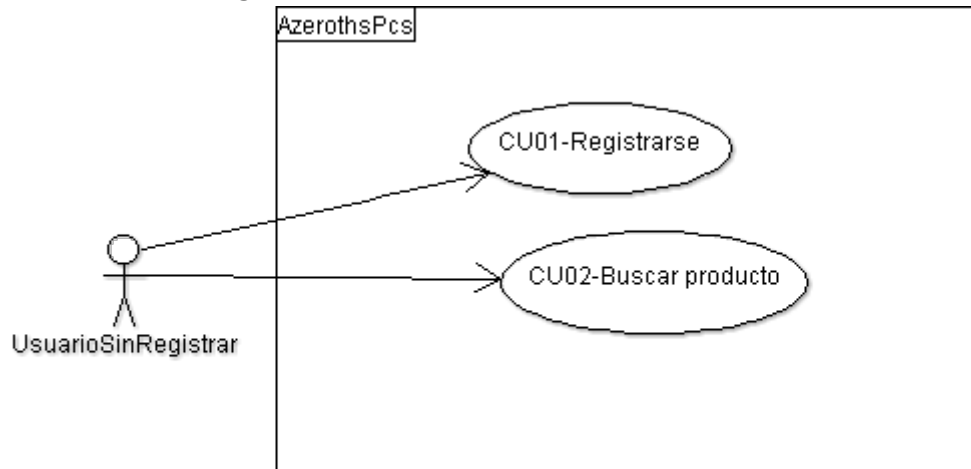 AzerothsPcs
CU01-Registrarse
CU02-Buscar producto
UsuarioSinRegistrar